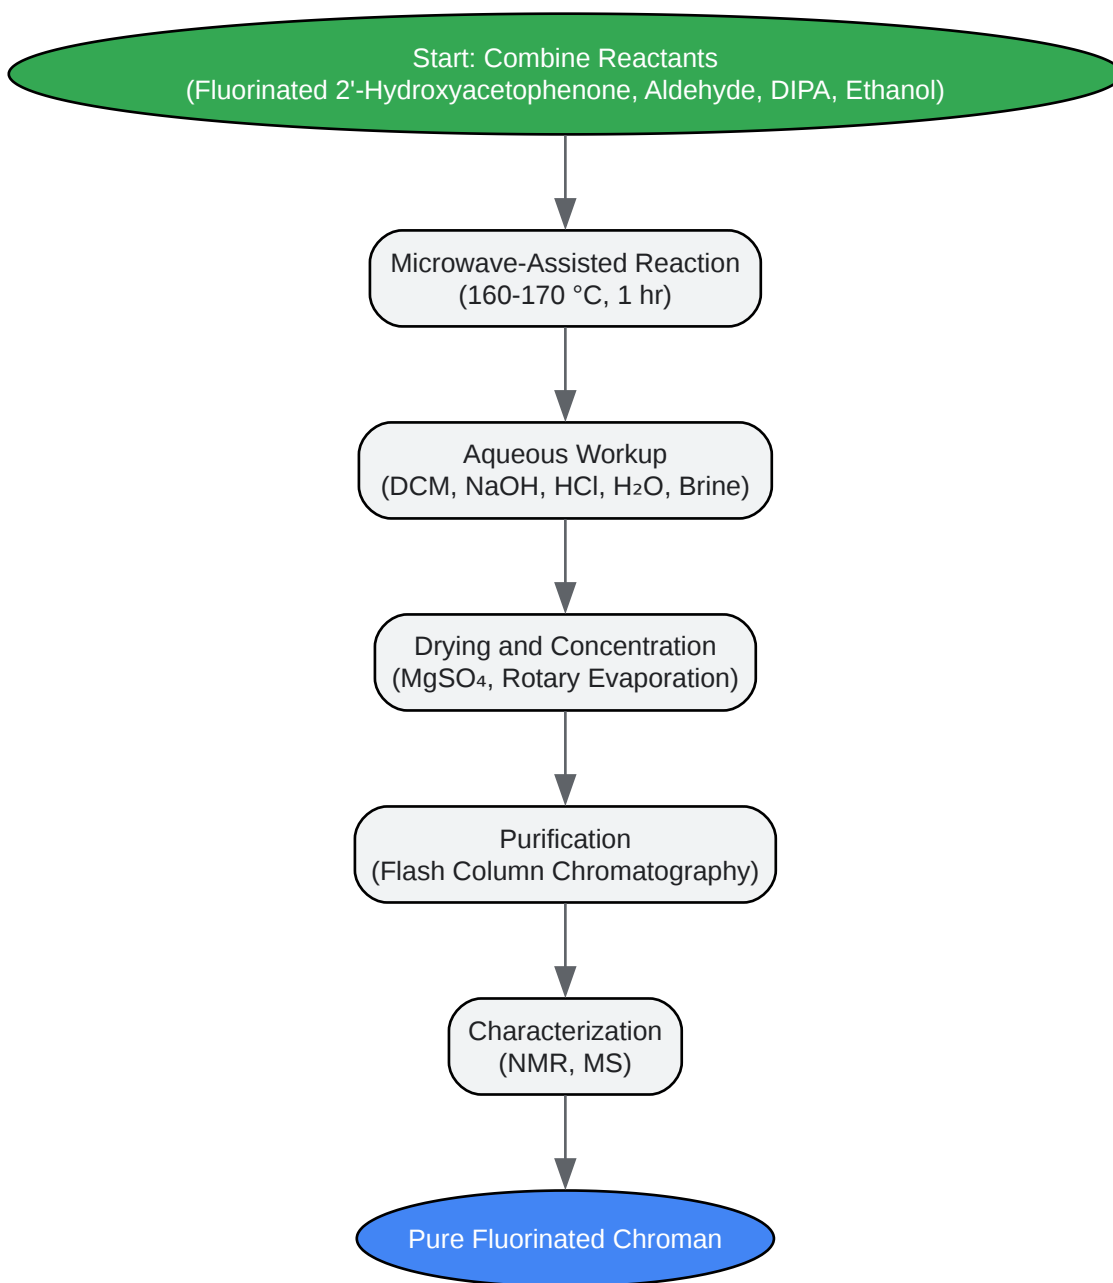 Start: Combine Reactants
(Fluorinated 2'-Hydroxyacetophenone, Aldehyde, DIPA, Ethanol)
Microwave-Assisted Reaction
(160-170 °C, 1 hr)
Aqueous Workup
(DCM, NaOH, HCl, H₂O, Brine)
Drying and Concentration
(MgSO₄, Rotary Evaporation)
Purification
(Flash Column Chromatography)
Characterization
(NMR, MS)
Pure Fluorinated Chroman